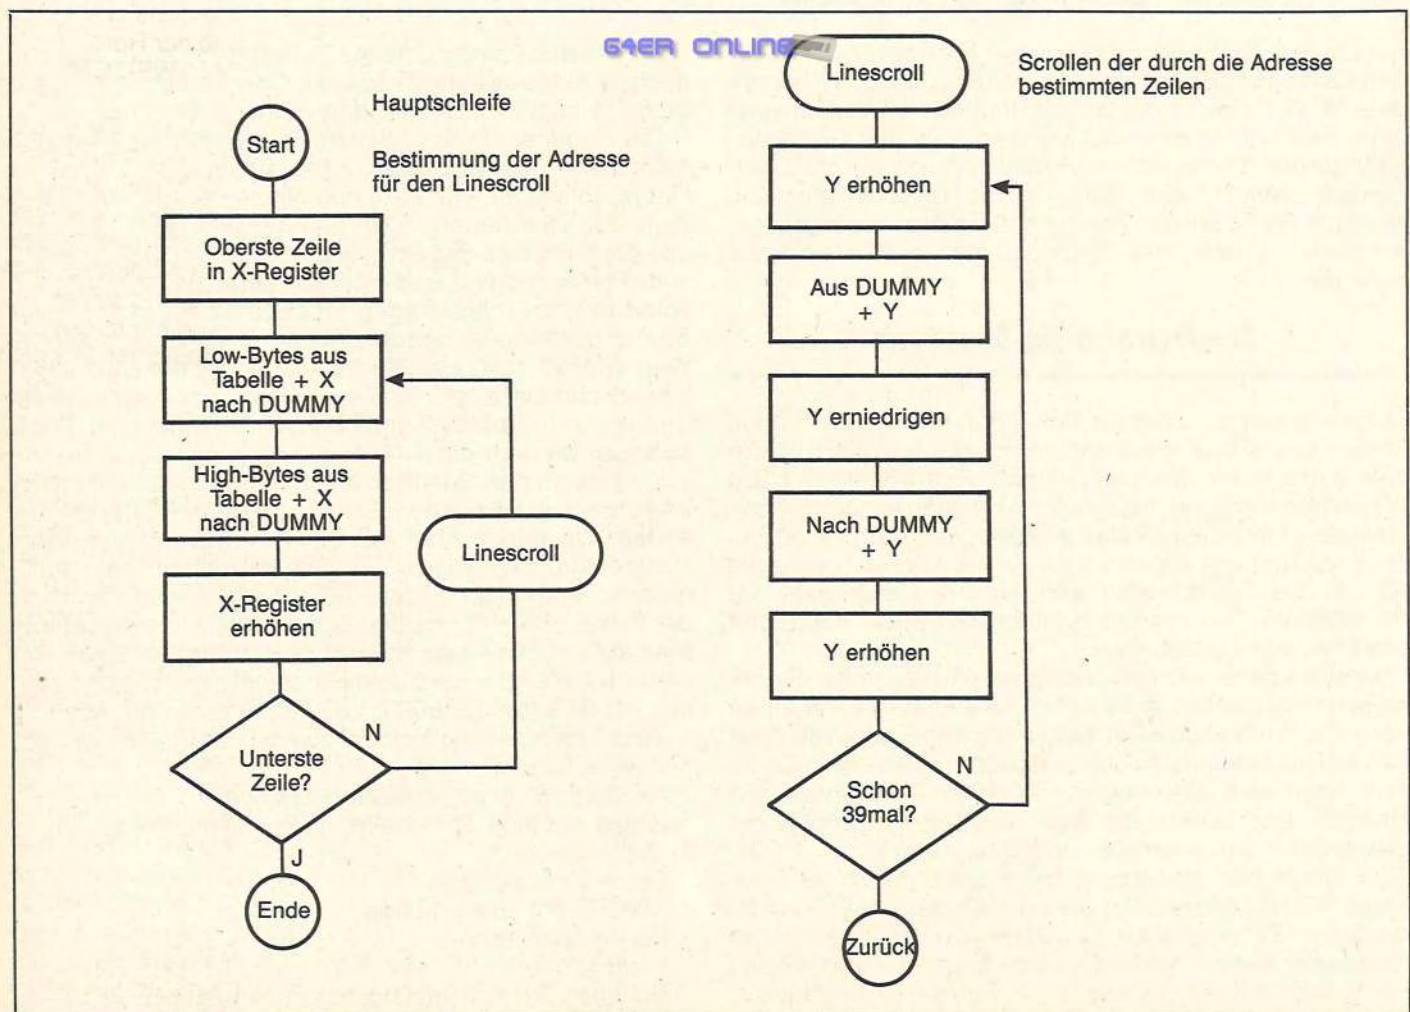 64ER ONLINE
Hauptschleife
Bestimmung der Adresse
für den Linescroll
Start
Oberste Zeile
in X-Register
Low-Bytes aus
Tabelle + X
nach DUMMY
High-Bytes aus
Tabelle + X
nach DUMMY
X-Register
erhöhen
Unterste
Zeile?
N
Linescroll
J
Ende
Linescroll
Scrollen der durch die Adresse
bestimmten Zeilen
Y erhöhen
Aus DUMMY
+ Y
Y erniedrigen
Nach DUMMY
+ Y
Y erhöhen
Schon
39mal?
N
Zurück